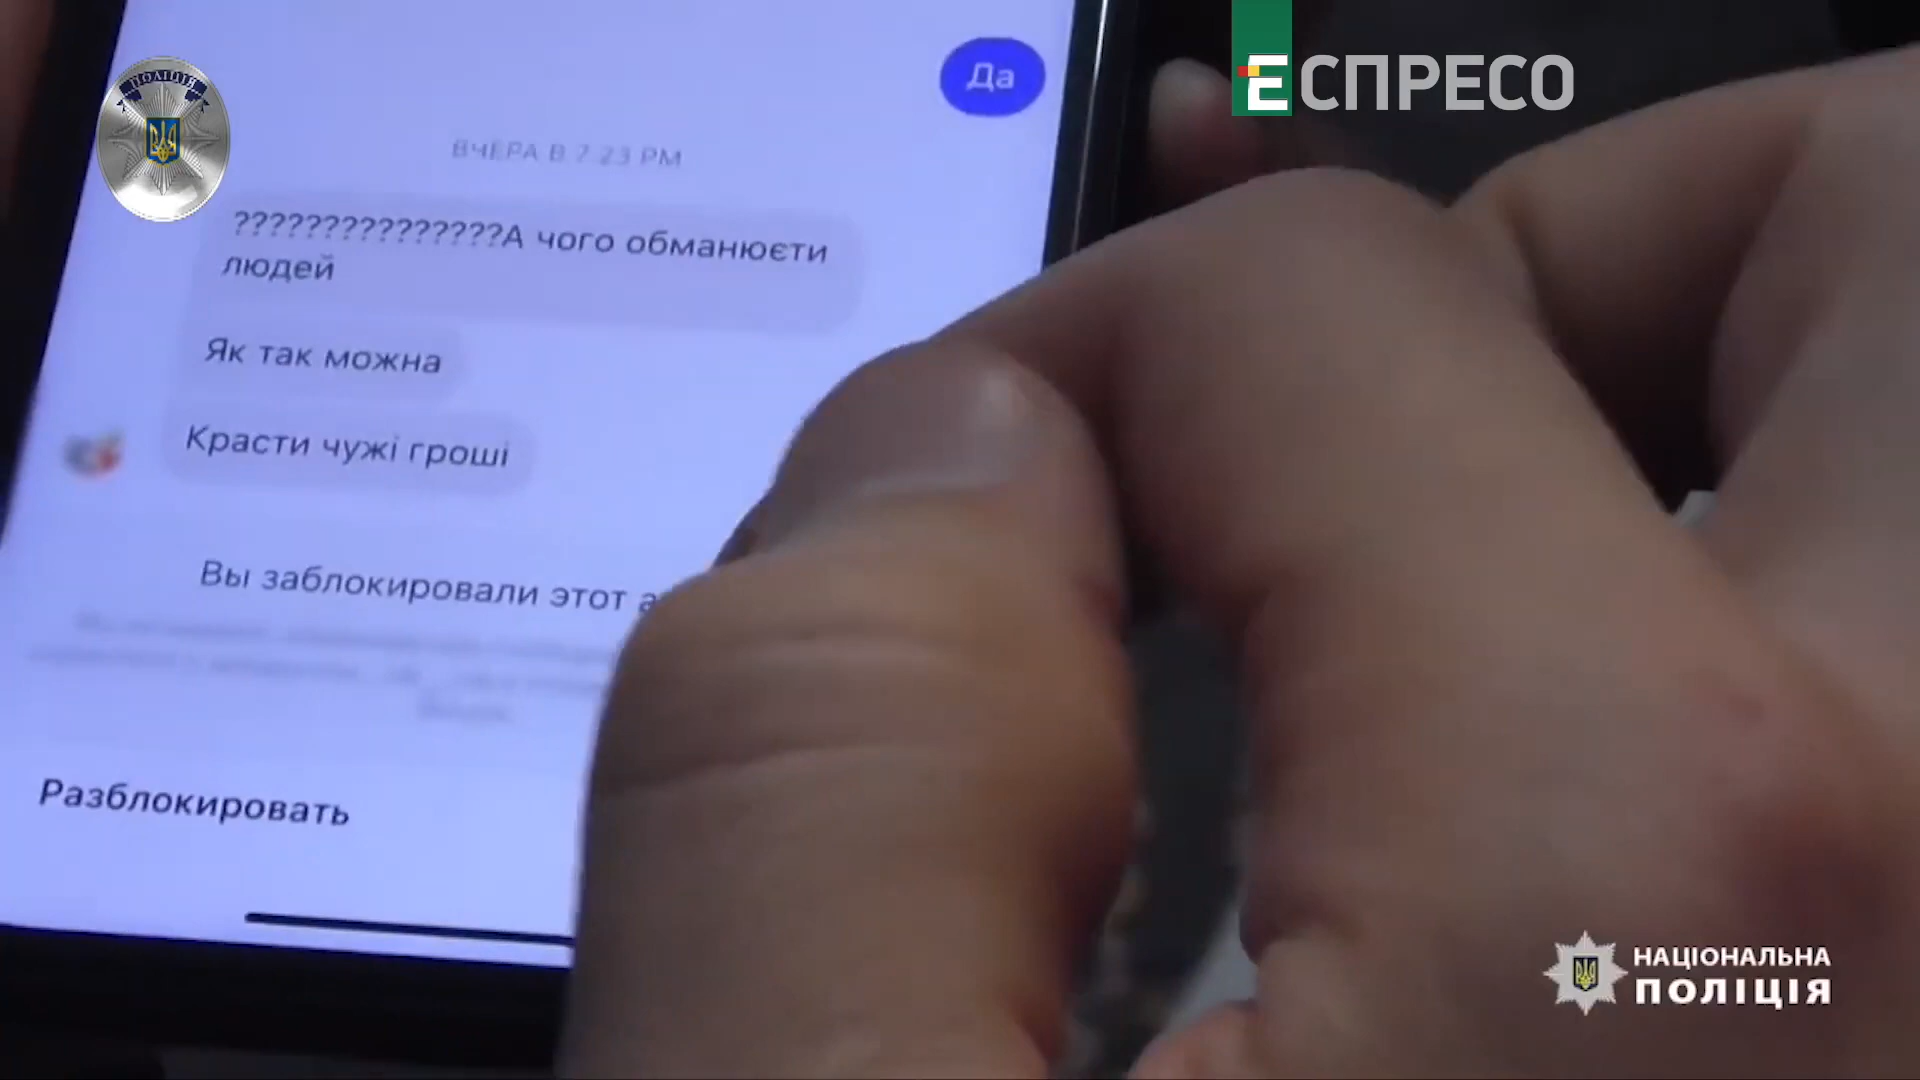 ПОЛІЦІЯ
ЕСПРЕСО
Да
ВЧЕРА В 7:23 PM
???????????????А чого обманюєти
людей
Як так можна
Красти чужі гроші
Вы заблокировали этот
Разблокировать
НАЦІОНАЛЬНА
ПОЛІЦІЯ